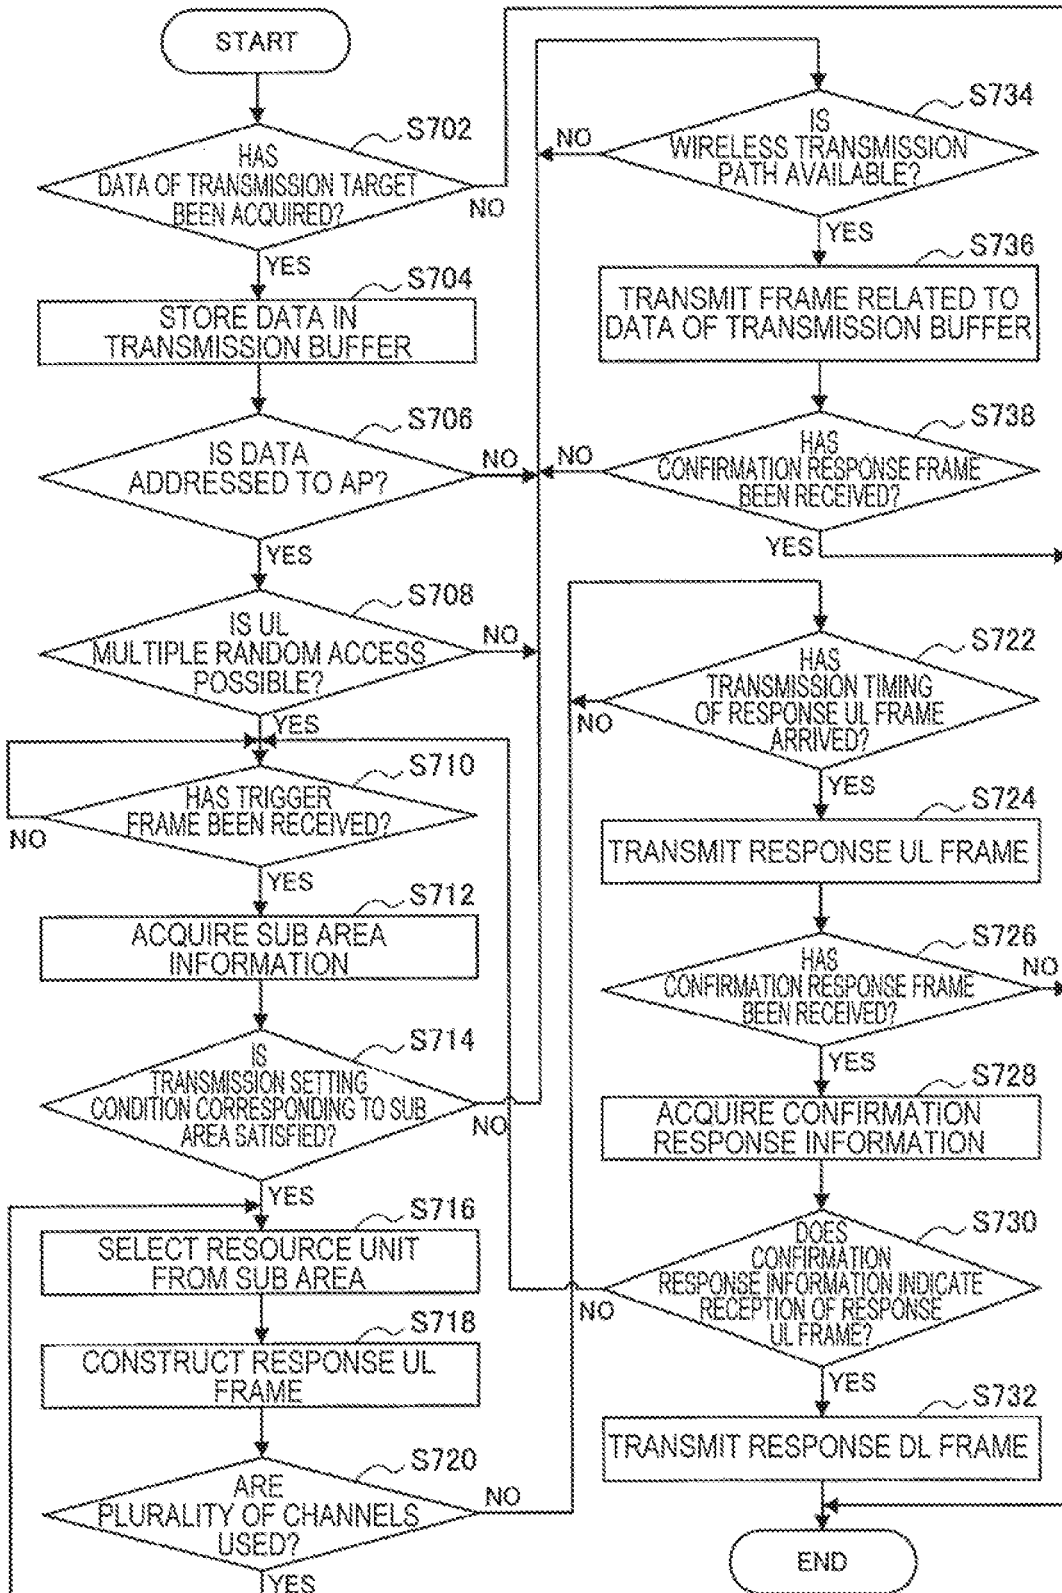 START
S702
HAS
DATA OF TRANSMISSION TARGET
BEEN ACQUIRED?
NO
YES
S704
STORE DATA IN
TRANSMISSION BUFFER
S706
IS DATA
ADDRESSED TO AP?
NO
YES
S708
IS UL
MULTIPLE RANDOM ACCESS
POSSIBLE?
NO
YES
S710
HAS TRIGGER
FRAME BEEN RECEIVED?
NO
YES
S712
ACQUIRE SUB AREA
INFORMATION
S714
IS
TRANSMISSION SETTING
CONDITION CORRESPONDING TO SUB
AREA SATISFIED?
NO
YES
S716
SELECT RESOURCE UNIT
FROM SUB AREA
S718
CONSTRUCT RESPONSE UL
FRAME
S720
ARE
PLURALITY OF CHANNELS
USED?
NO
YES
S734
IS
WIRELESS TRANSMISSION
PATH AVAILABLE?
NO
YES
S736
TRANSMIT FRAME RELATED TO
DATA OF TRANSMISSION BUFFER
S738
HAS
CONFIRMATION RESPONSE FRAME
BEEN RECEIVED?
NO
YES
S722
HAS
TRANSMISSION TIMING
OF RESPONSE UL FRAME
ARRIVED?
NO
YES
S724
TRANSMIT RESPONSE UL FRAME
S726
HAS
CONFIRMATION RESPONSE FRAME
BEEN RECEIVED?
NO
YES
S728
ACQUIRE CONFIRMATION
RESPONSE INFORMATION
S730
DOES
CONFIRMATION
RESPONSE INFORMATION INDICATE
RECEPTION OF RESPONSE
UL FRAME?
NO
YES
S732
TRANSMIT RESPONSE DL FRAME
END